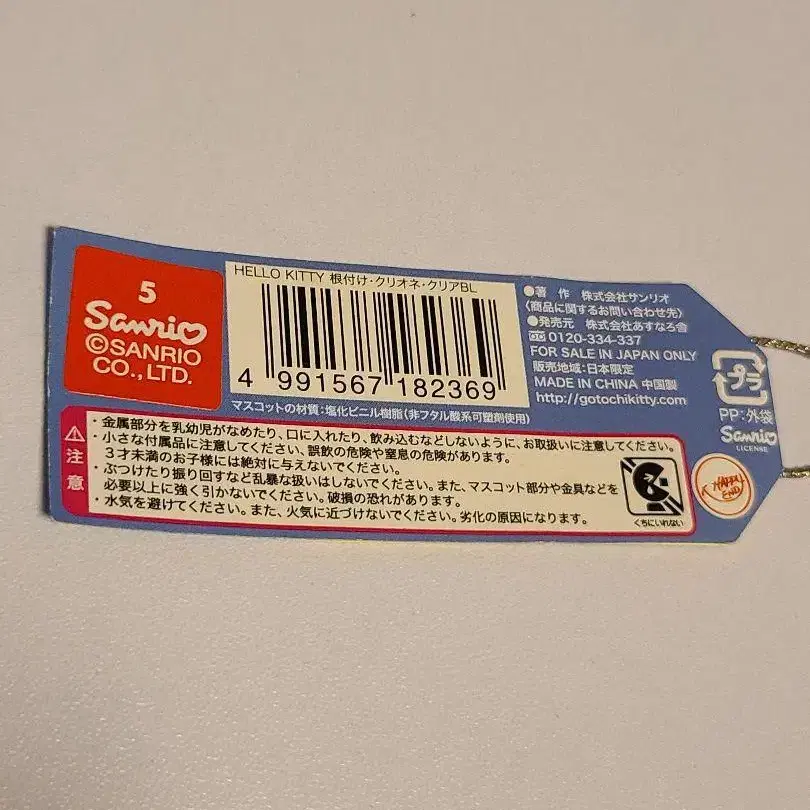 5
Sanrio
©SANRIO
CO.,LTD.
HELLO KITTY 根付け・クリオネ・クリアBL
4 991567 182369
マスコットの材質：塩化ビニル樹脂（非フタル酸系可塑剤使用）
●著 作 株式会社サンリオ
〈商品に関するお問い合わせ先〉
●発売元 株式会社あすなろ舎
0120-334-337
FOR SALE IN JAPAN ONLY
販売地域：日本限定
MADE IN CHINA 中国製
http://gotochikitty.com
プラ
PP：外袋
Sanrio
LICENSE
HAPPY
END
注意
・金属部分を乳幼児がなめたり、口に入れたり、飲み込むなどしないように、お取扱いに注意してください。
・小さな付属品に注意してください。誤飲の危険や窒息の危険があります。
3才未満のお子様には絶対に与えないでください。
・ぶつけたり振り回すなど乱暴な扱いはしないでください。また、マスコット部分や金具などを
必要以上に強く引かないでください。破損の恐れがあります。
・水気を避けてください。また、火気に近づけないでください。劣化の原因になります。
くちにいれない